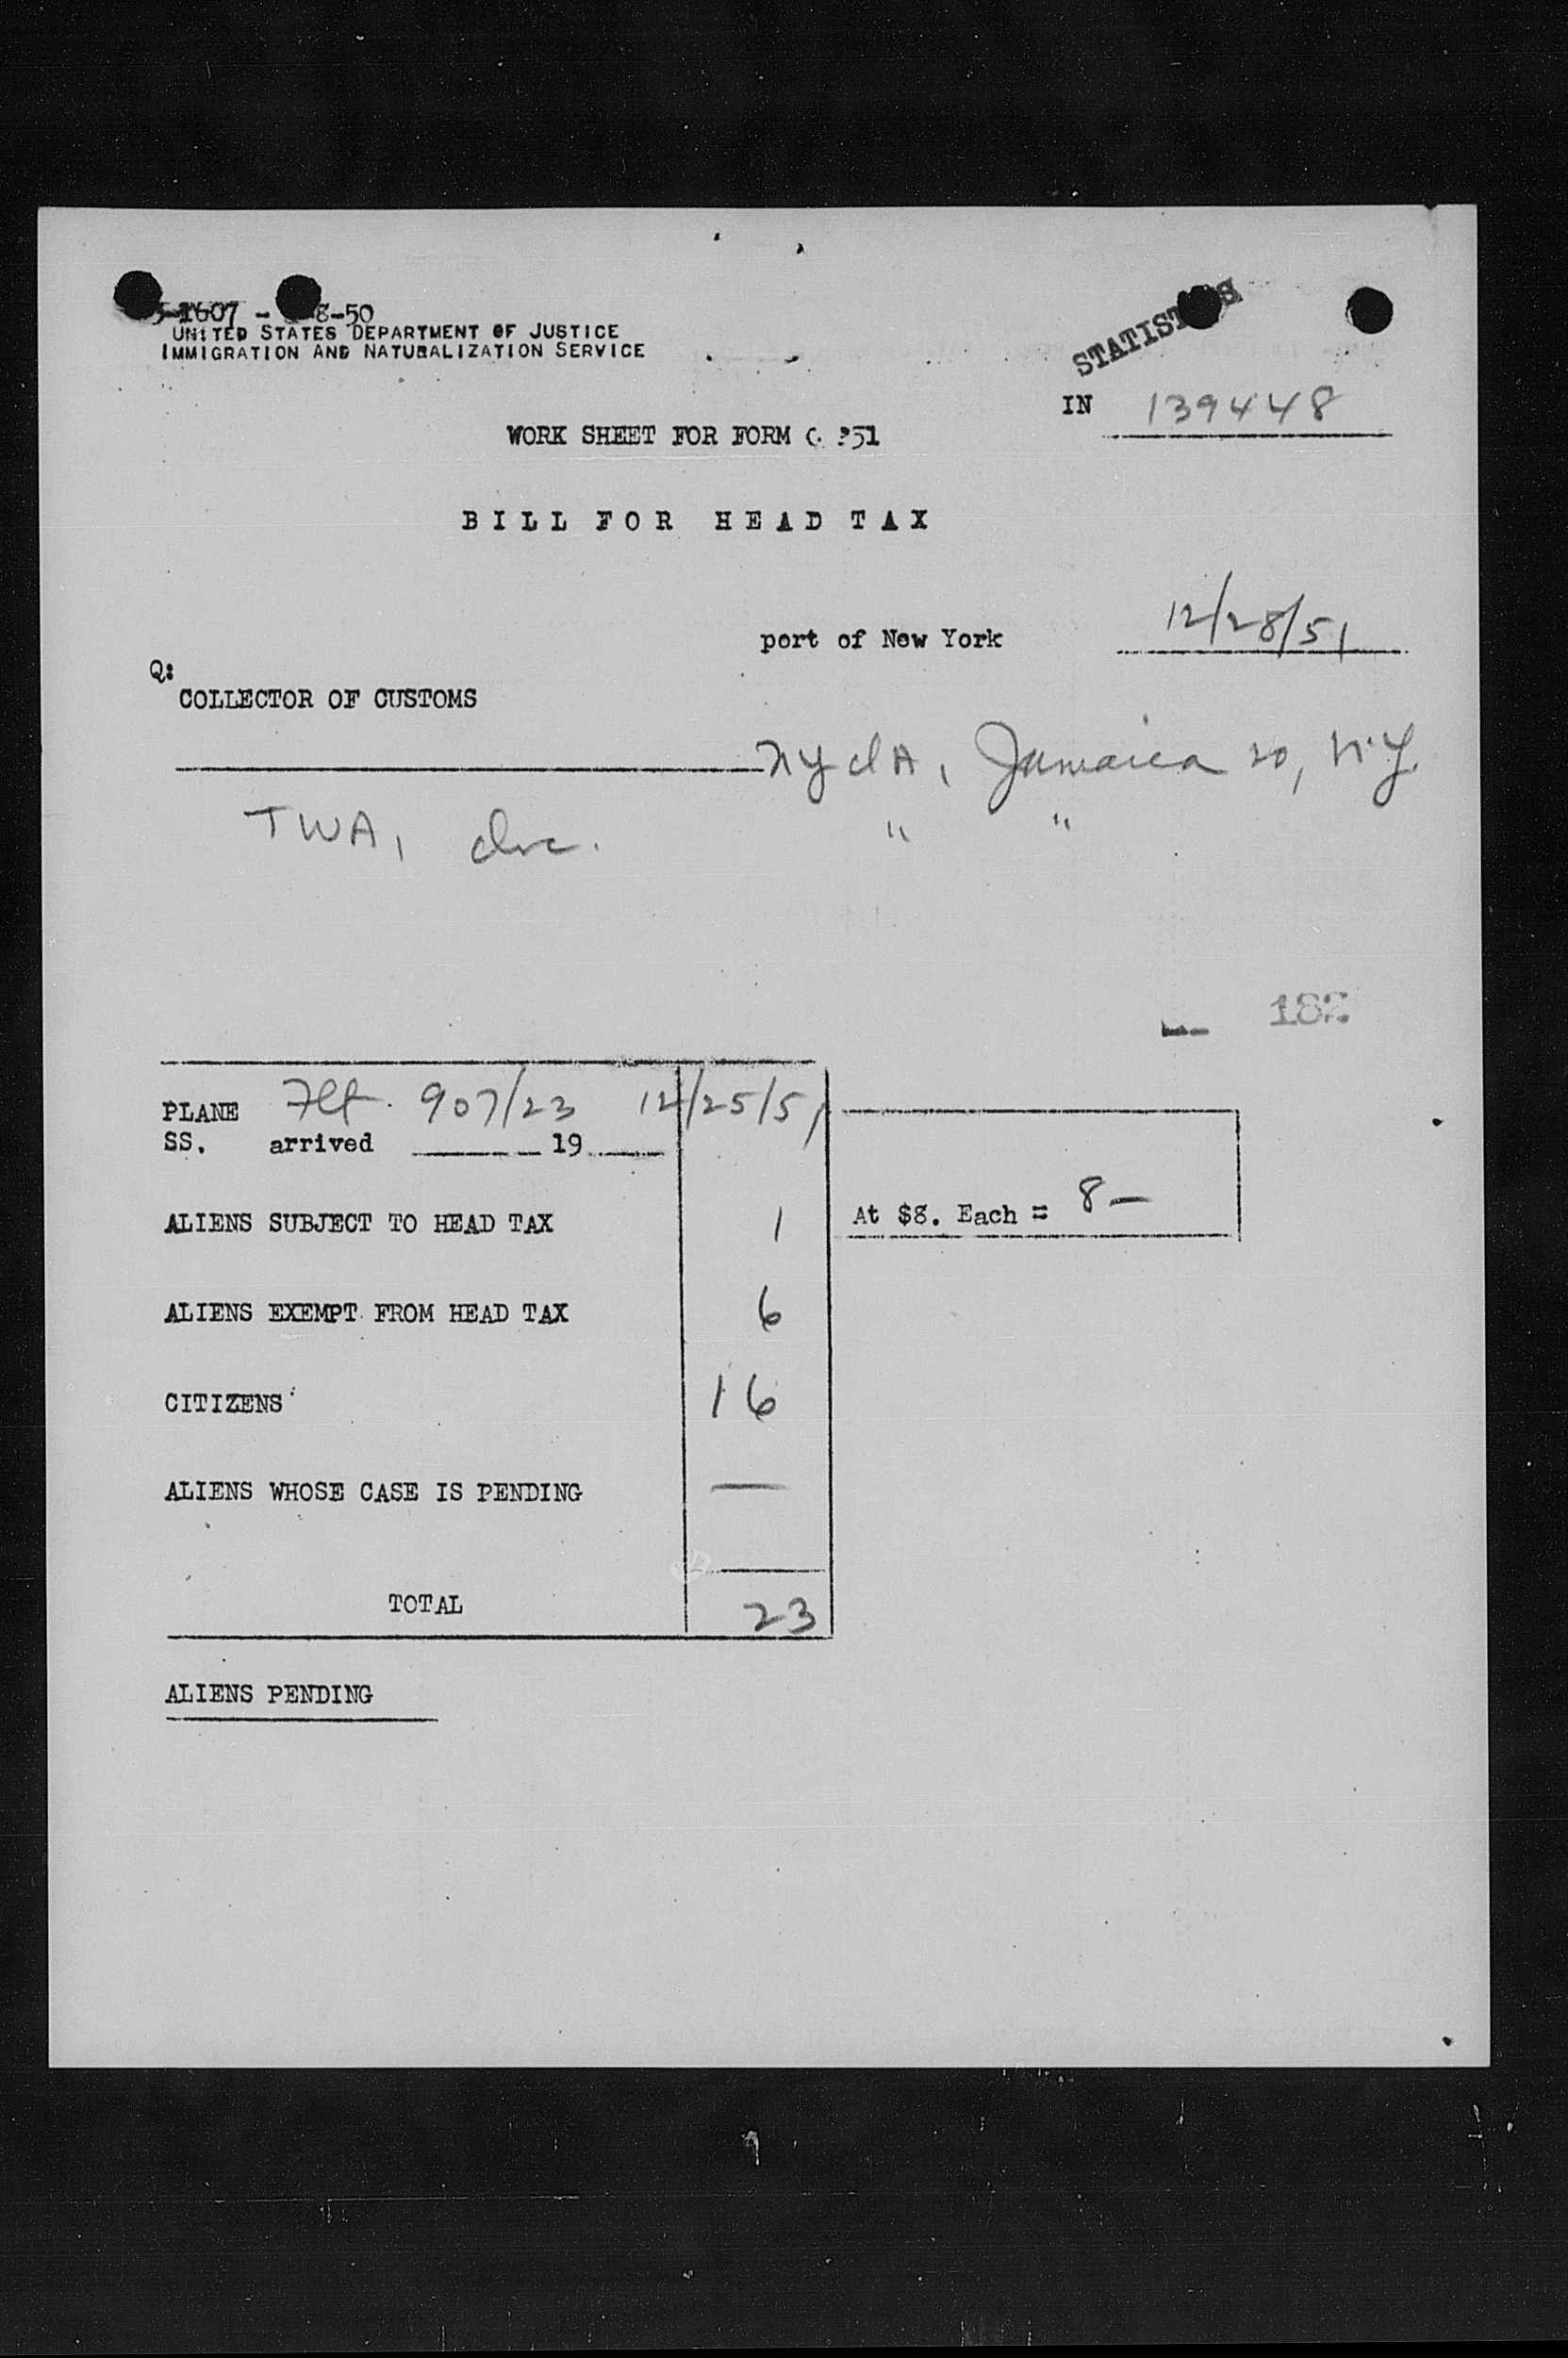 -1607 - 8-50
UNITED STATES DEPARTMENT OF JUSTICE
IMMIGRATION AND NATURALIZATION SERVICE
IN 139448
WORK SHEET FOR FORM
BILL FOR HEAD TAX
port of New York 12/28/51
Q:
COLLECTOR OF CUSTOMS
NYIA, Jamaica 20, N.Y.
TWA, Inc. " "
PLANE Flt. 907/23 12/25/51
SS. arrived 19
ALIENS SUBJECT TO HEAD TAX 1 At $8. Each = 8—
ALIENS EXEMPT FROM HEAD TAX 6
CITIZENS 16
ALIENS WHOSE CASE IS PENDING —
TOTAL 23
ALIENS PENDING